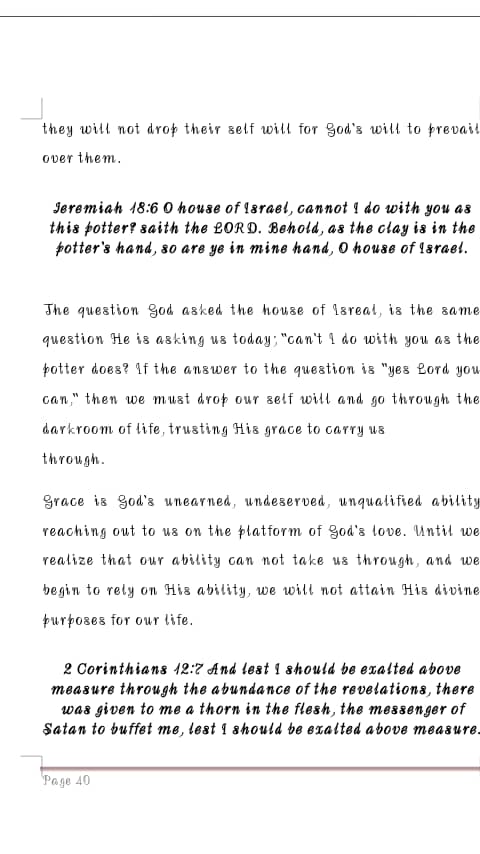 they will not drop their self will for God's will to prevail
over them.
Jeremiah 18:6 O house of Israel, cannot I do with you as
this potter? saith the LORD. Behold, as the clay is in the
potter's hand, so are ye in mine hand, O house of Israel.
The question God asked the house of Isreal, is the same
question He is asking us today; "can't I do with you as the
potter does? If the answer to the question is "yes Lord you
can," then we must drop our self will and go through the
darkroom of life, trusting His grace to carry us
through.
Grace is God's unearned, undeserved, unqualified ability
reaching out to us on the platform of God's love. Until we
realize that our ability can not take us through, and we
begin to rely on His ability, we will not attain His divine
purposes for our life.
2 Corinthians 12:7 And lest I should be exalted above
measure through the abundance of the revelations, there
was given to me a thorn in the flesh, the messenger of
Satan to buffet me, lest I should be exalted above measure.
Page 40